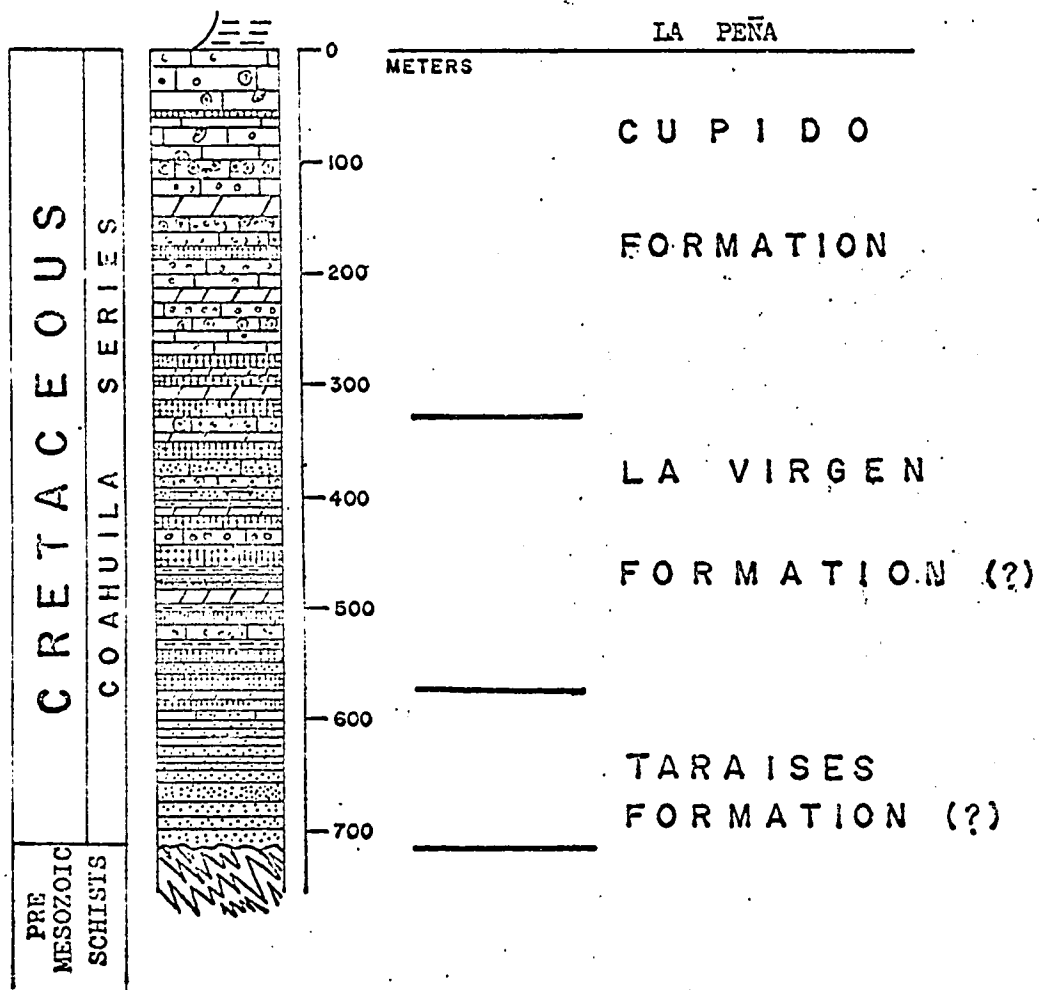 LA PEÑA
0
METERS
CUPIDO
100
FORMATION
200
300
LA VIRGEN
400
FORMATION (?)
500
600
TARAISES
FORMATION (?)
700
CRETACEOUS
COAHUILA SERIES
PRE
MESOZOIC
SCHISTS